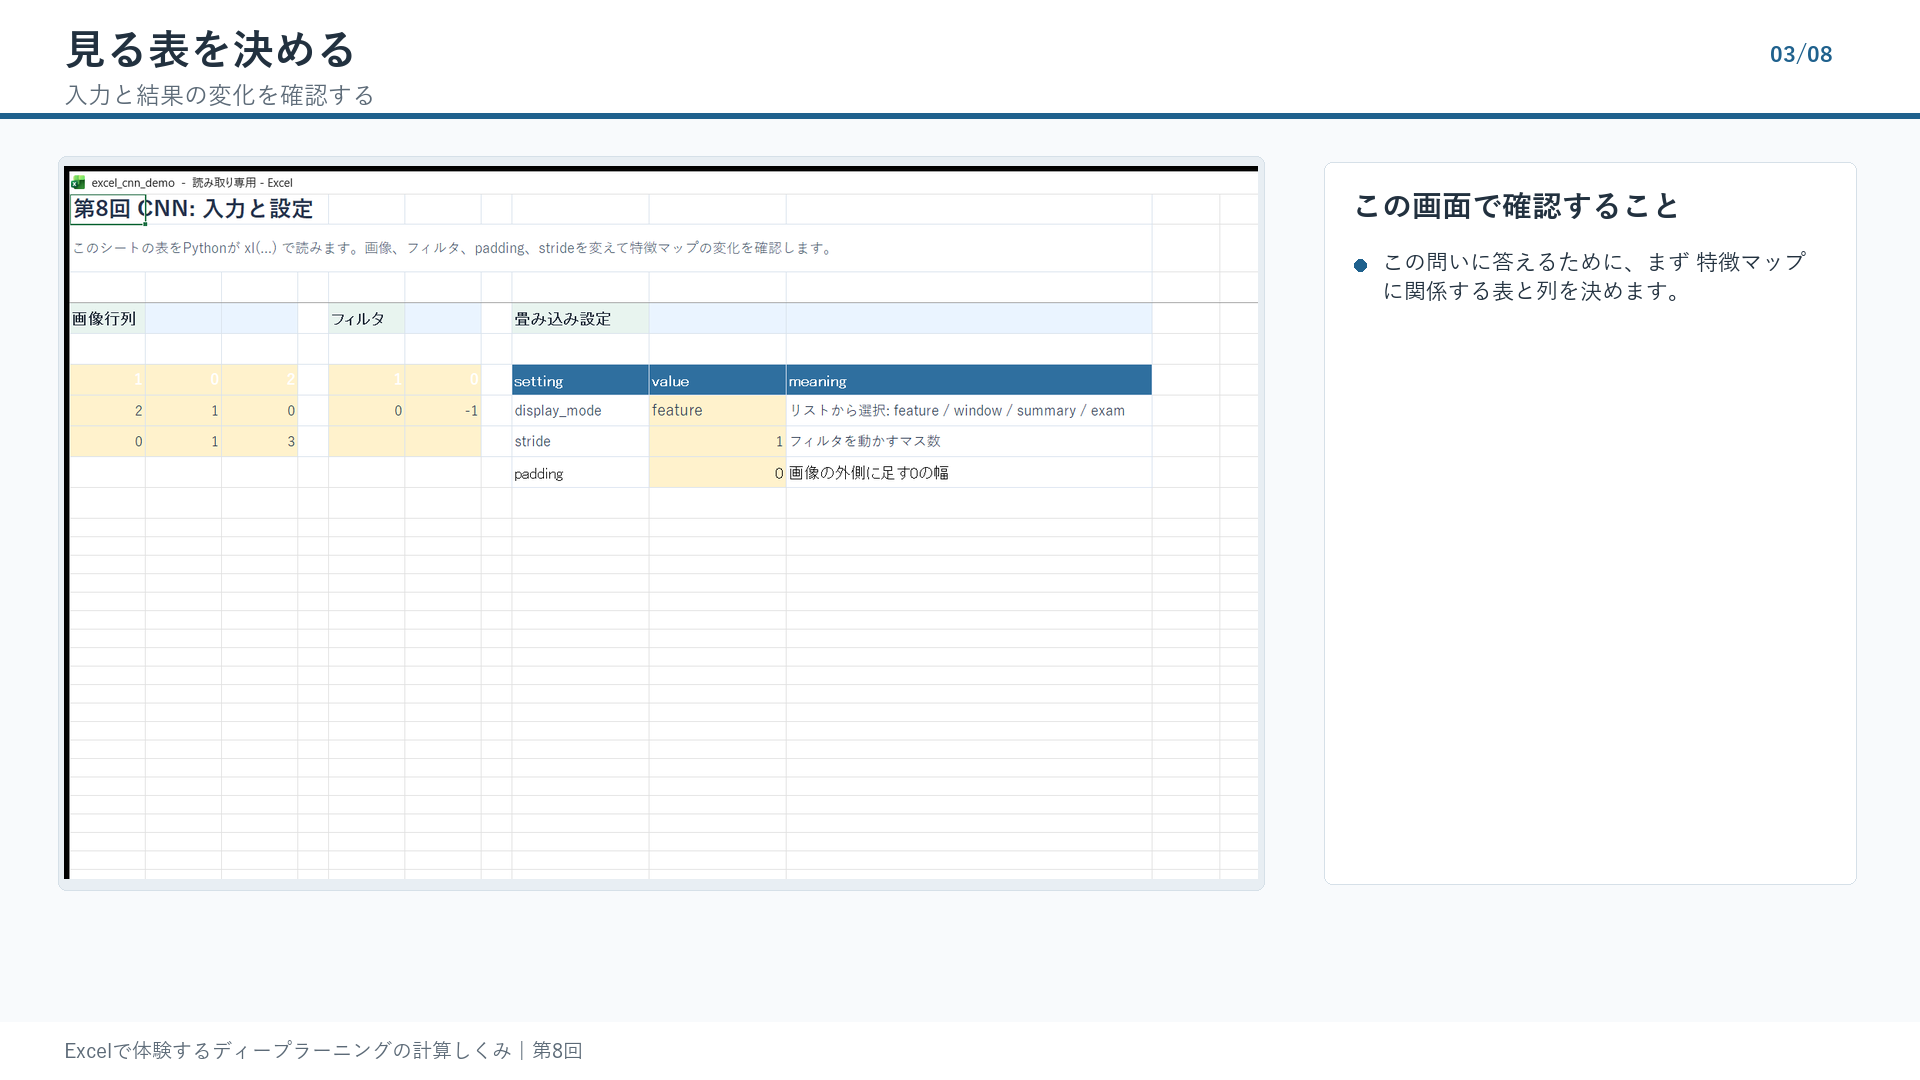 見る表を決める
03/08
入力と結果の変化を確認する
excel_cnn_demo - 読み取り専用 - Excel
第8回 CNN: 入力と設定
このシートの表をPythonが xl(...) で読みます。画像、フィルタ、padding、strideを変えて特徴マップの変化を確認します。
画像行列 フィルタ 畳み込み設定
1 0 2 1 0 setting value meaning
2 1 0 0 -1 display_mode feature リストから選択: feature / window / summary / exam
0 1 3 stride 1 フィルタを動かすマス数
padding 0 画像の外側に足す0の幅
この画面で確認すること
この問いに答えるために、まず 特徴マップ
に関係する表と列を決めます。
Excelで体験するディープラーニングの計算しくみ｜第8回